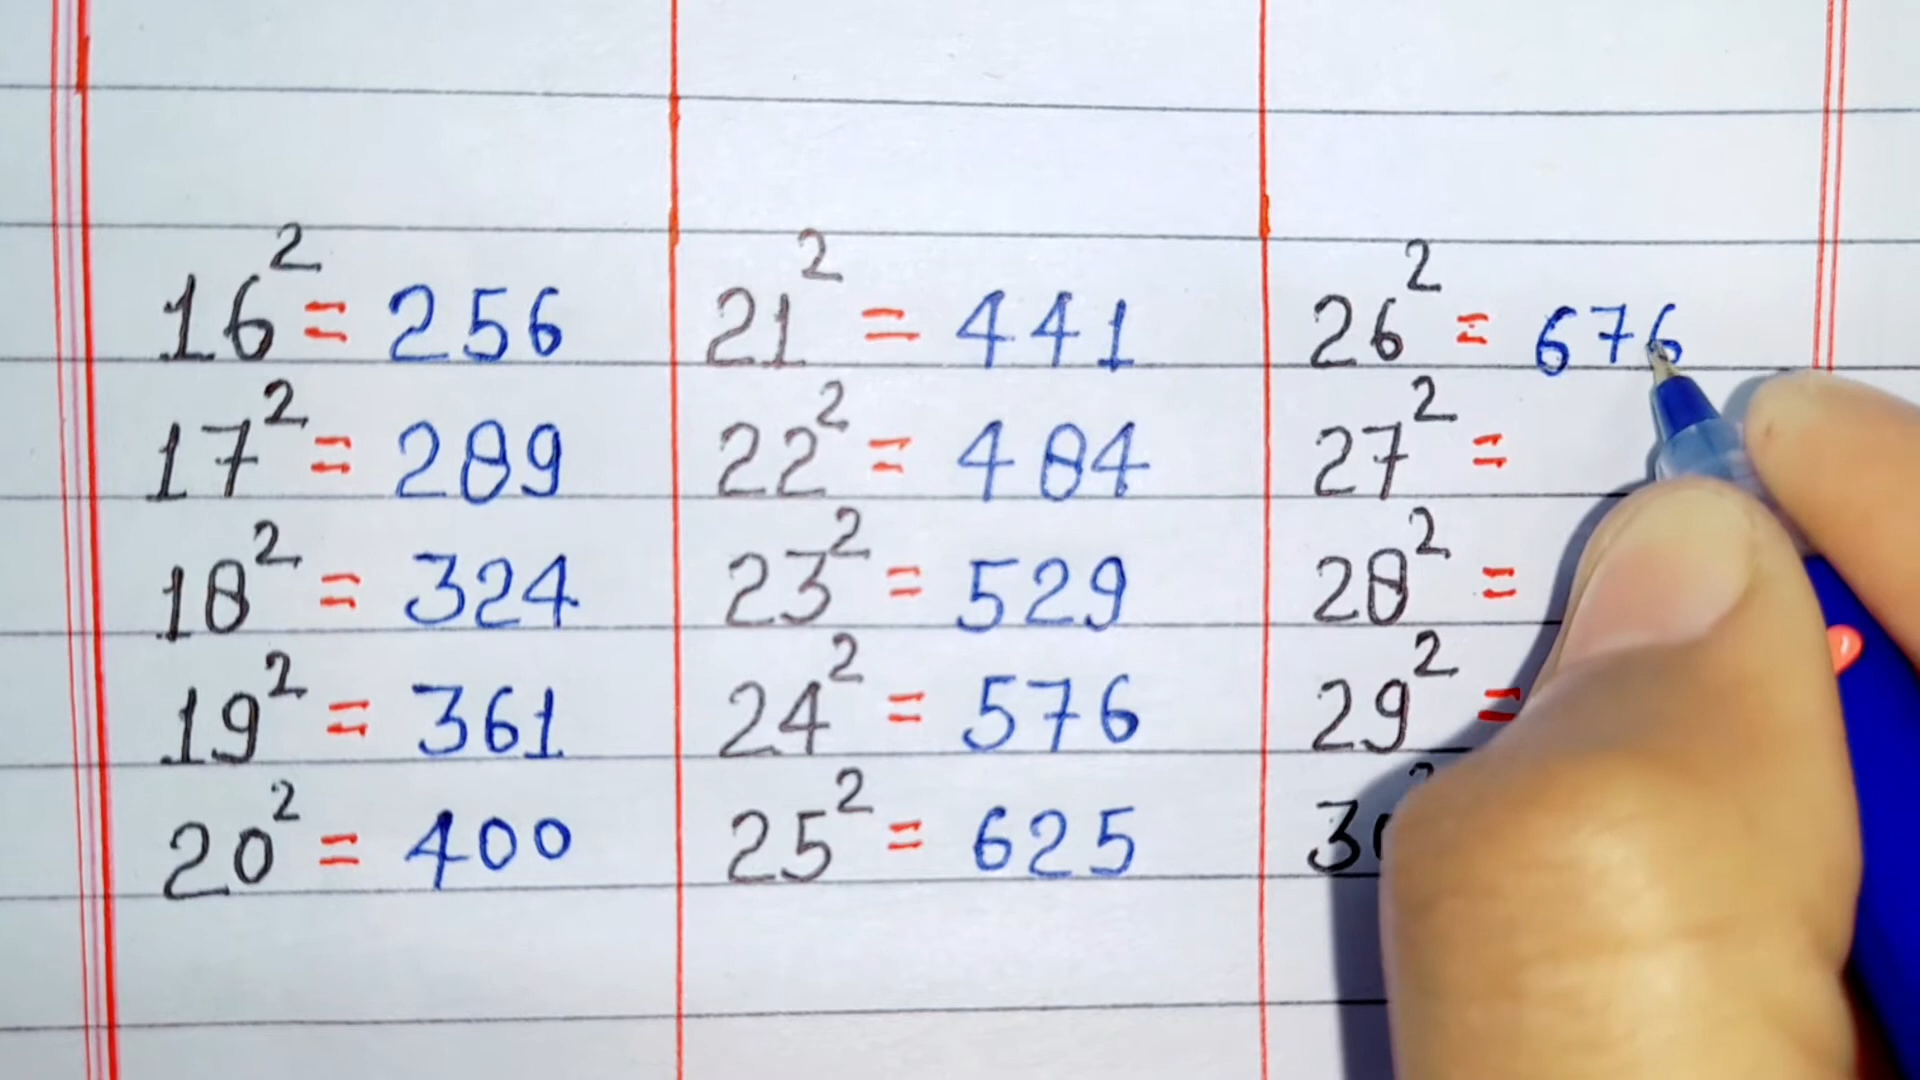 16² = 256
17² = 289
18² = 324
19² = 361
20² = 400
21² = 441
22² = 484
23² = 529
24² = 576
25² = 625
26² = 676
27² =
28² =
29² =
3